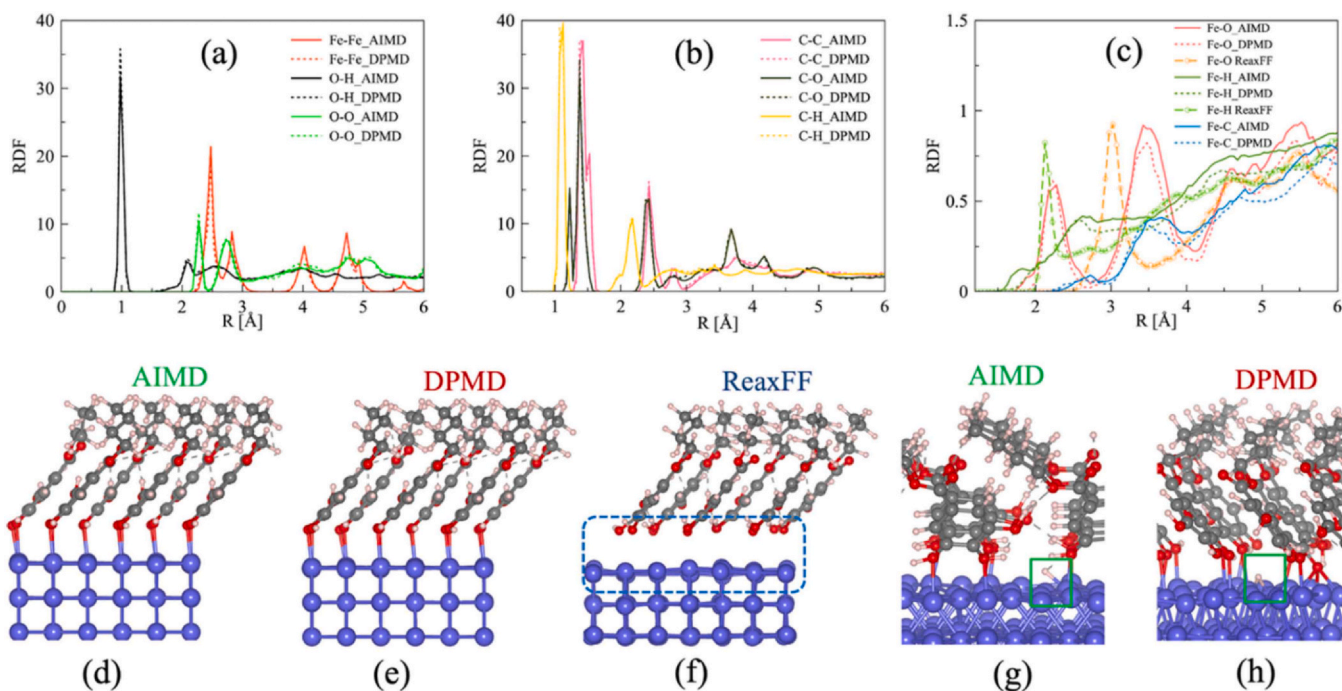 40
30
20
10
0
RDF
(a)
Fe-Fe_AIMD
Fe-Fe_DPMD
O-H_AIMD
O-H_DPMD
O-O_AIMD
O-O_DPMD
0 1 2 3 4 5 6
R [Å]
40
30
20
10
0
RDF
(b)
C-C_AIMD
C-C_DPMD
C-O_AIMD
C-O_DPMD
C-H_AIMD
C-H_DPMD
0 1 2 3 4 5 6
R [Å]
1.5
1
0.5
0
RDF
(c)
Fe-O_AIMD
Fe-O_DPMD
Fe-O ReaxFF
Fe-H_AIMD
Fe-H_DPMD
Fe-H ReaxFF
Fe-C_AIMD
Fe-C_DPMD
2 3 4 5 6
R [Å]
AIMD
DPMD
ReaxFF
AIMD
DPMD
(d)
(e)
(f)
(g)
(h)